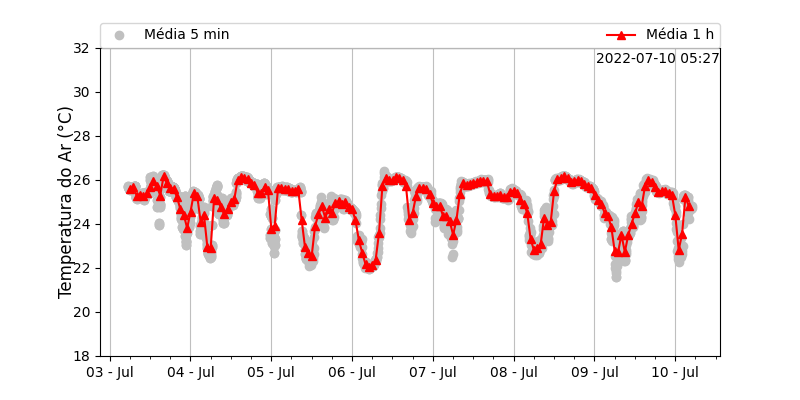 Média 5 min
Média 1 h
2022-07-10 05:27
Temperatura do Ar (°C)
32
30
28
26
24
22
20
18
03 - Jul
04 - Jul
05 - Jul
06 - Jul
07 - Jul
08 - Jul
09 - Jul
10 - Jul